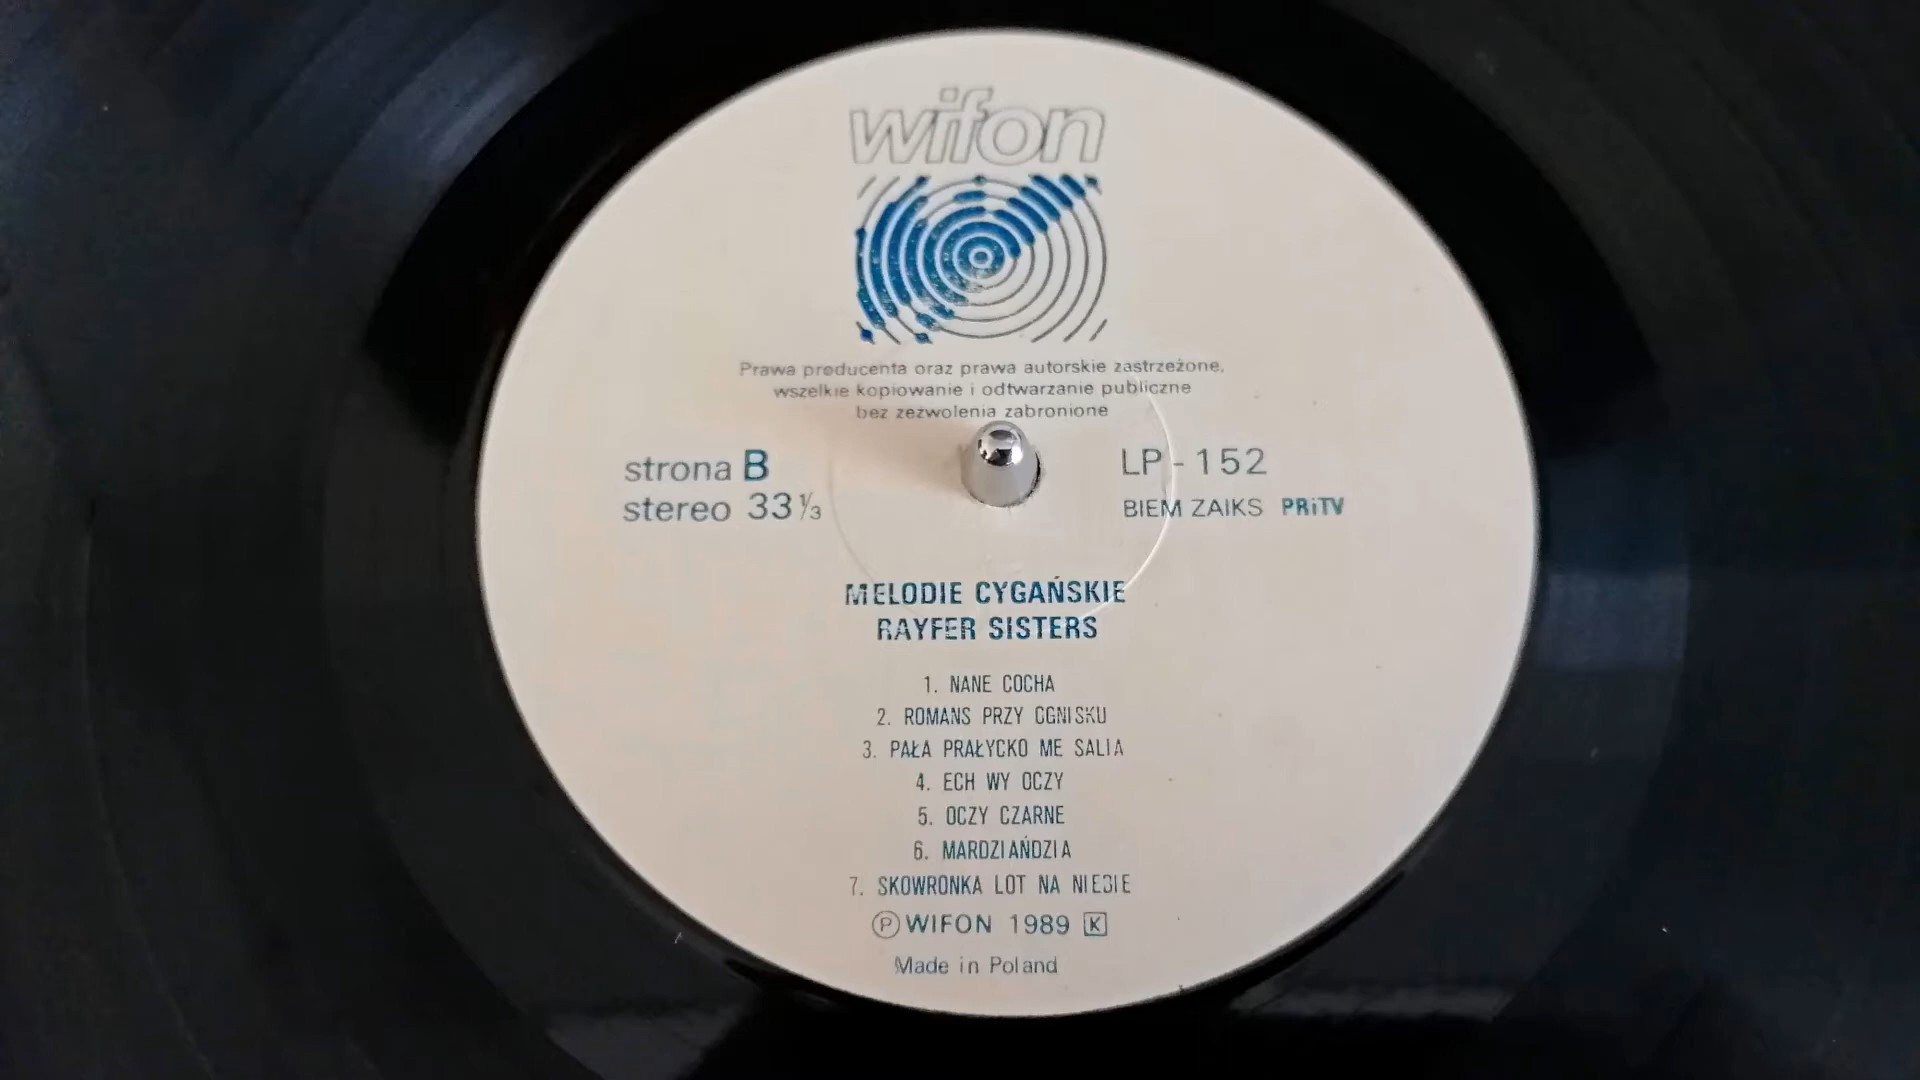 wifon
Prawa producenta oraz prawa autorskie zastrzeżone,
wszelkie kopiowanie i odtwarzanie publiczne
bez zezwolenia zabronione
strona B
stereo 33 ⅓
LP-152
BIEM ZAIKS PRiTV
MELODIE CYGAŃSKIE
RAYFER SISTERS
1. NANE COCHA
2. ROMANS PRZY OGNISKU
3. PAŁA PRAŁYCKO ME SALIA
4. ECH WY OCZY
5. OCZY CZARNE
6. MARDZIAŃDZIA
7. SKOWRONKA LOT NA NIEBIE
Ⓟ WIFON 1989 K
Made in Poland